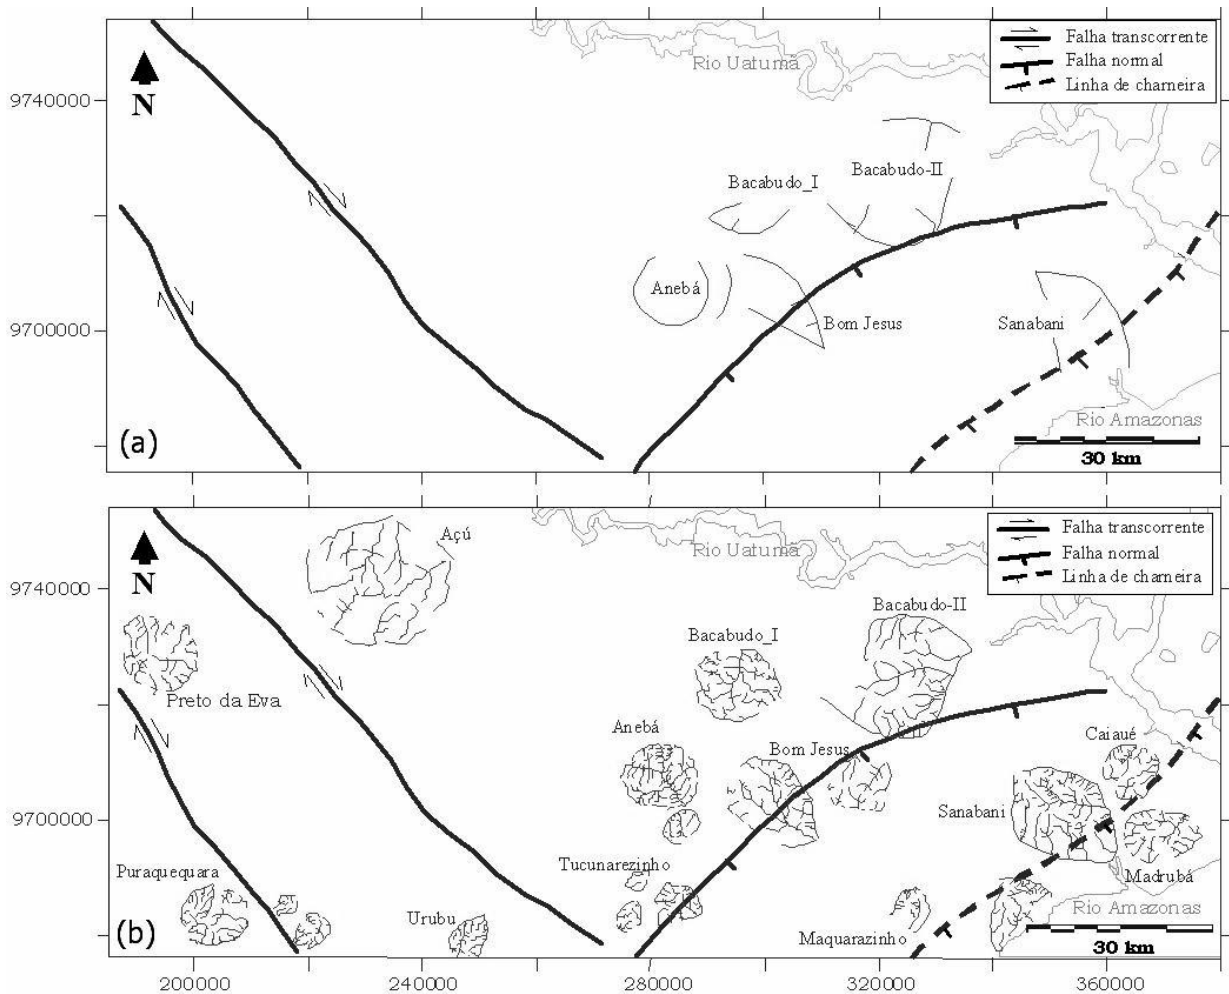 Falha transcorrente
Falha normal
Linha de charneira
Rio Uatumã
N
9740000
Bacabudo-II
Bacabudo_I
Anebá
Bom Jesus
Sanabani
9700000
Rio Amazonas
(a)
30 km
Falha transcorrente
Falha normal
Linha de charneira
Açú
Rio Uatumã
N
9740000
Bacabudo-II
Bacabudo_I
Preto da Eva
Anebá
Bom Jesus
Caiaué
Sanabani
9700000
Tucunarezinho
Puraquequara
Madrubá
Urubu
Rio Amazonas
Maquarazinho
(b)
30 km
200000 240000 280000 320000 360000